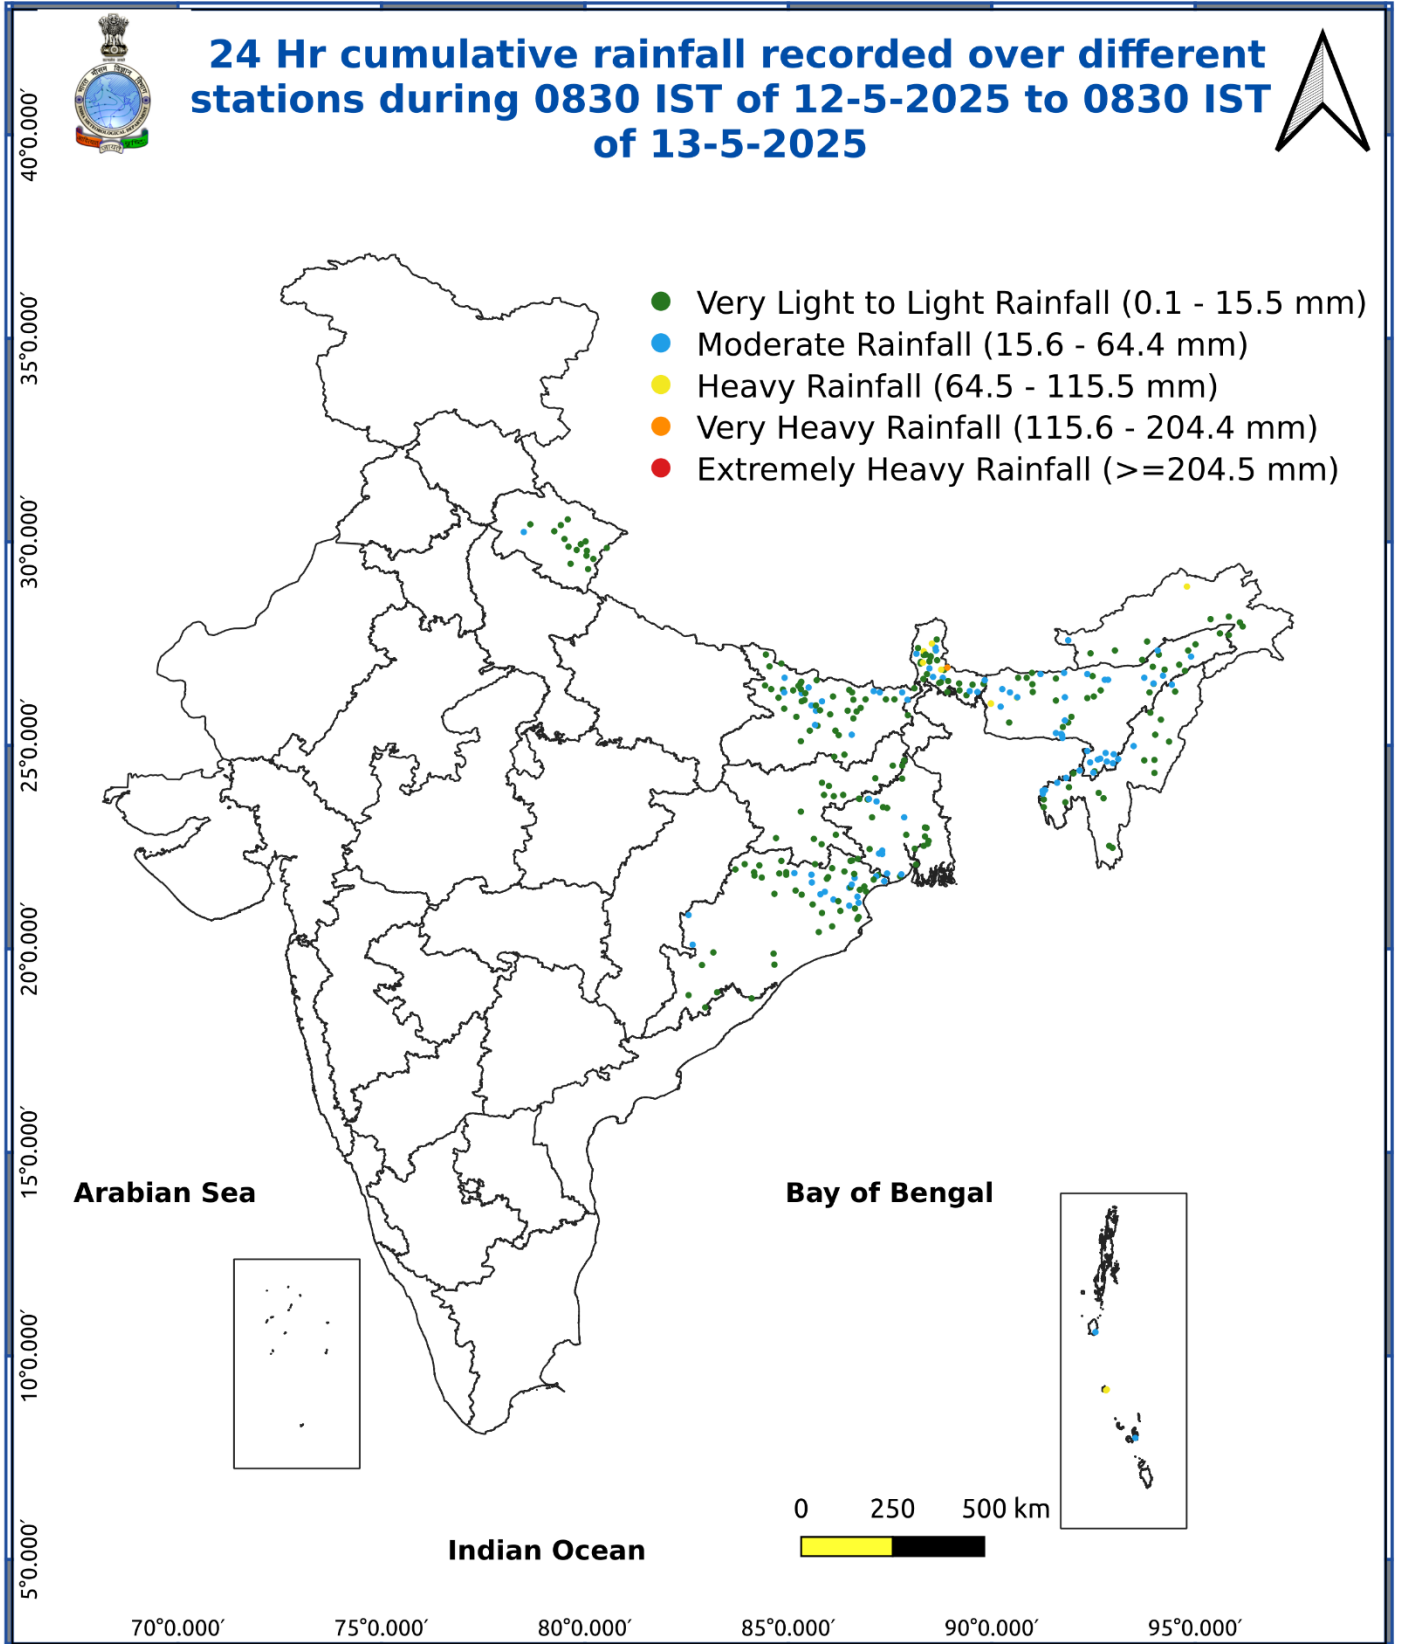 24 Hr cumulative rainfall recorded over different
stations during 0830 IST of 12-5-2025 to 0830 IST
of 13-5-2025
Very Light to Light Rainfall (0.1 - 15.5 mm)
Moderate Rainfall (15.6 - 64.4 mm)
Heavy Rainfall (64.5 - 115.5 mm)
Very Heavy Rainfall (115.6 - 204.4 mm)
Extremely Heavy Rainfall (>=204.5 mm)
40°0.000′
35°0.000′
30°0.000′
25°0.000′
20°0.000′
15°0.000′
10°0.000′
5°0.000′
Arabian Sea
Bay of Bengal
Indian Ocean
0 250 500 km
70°0.000′ 75°0.000′ 80°0.000′ 85°0.000′ 90°0.000′ 95°0.000′